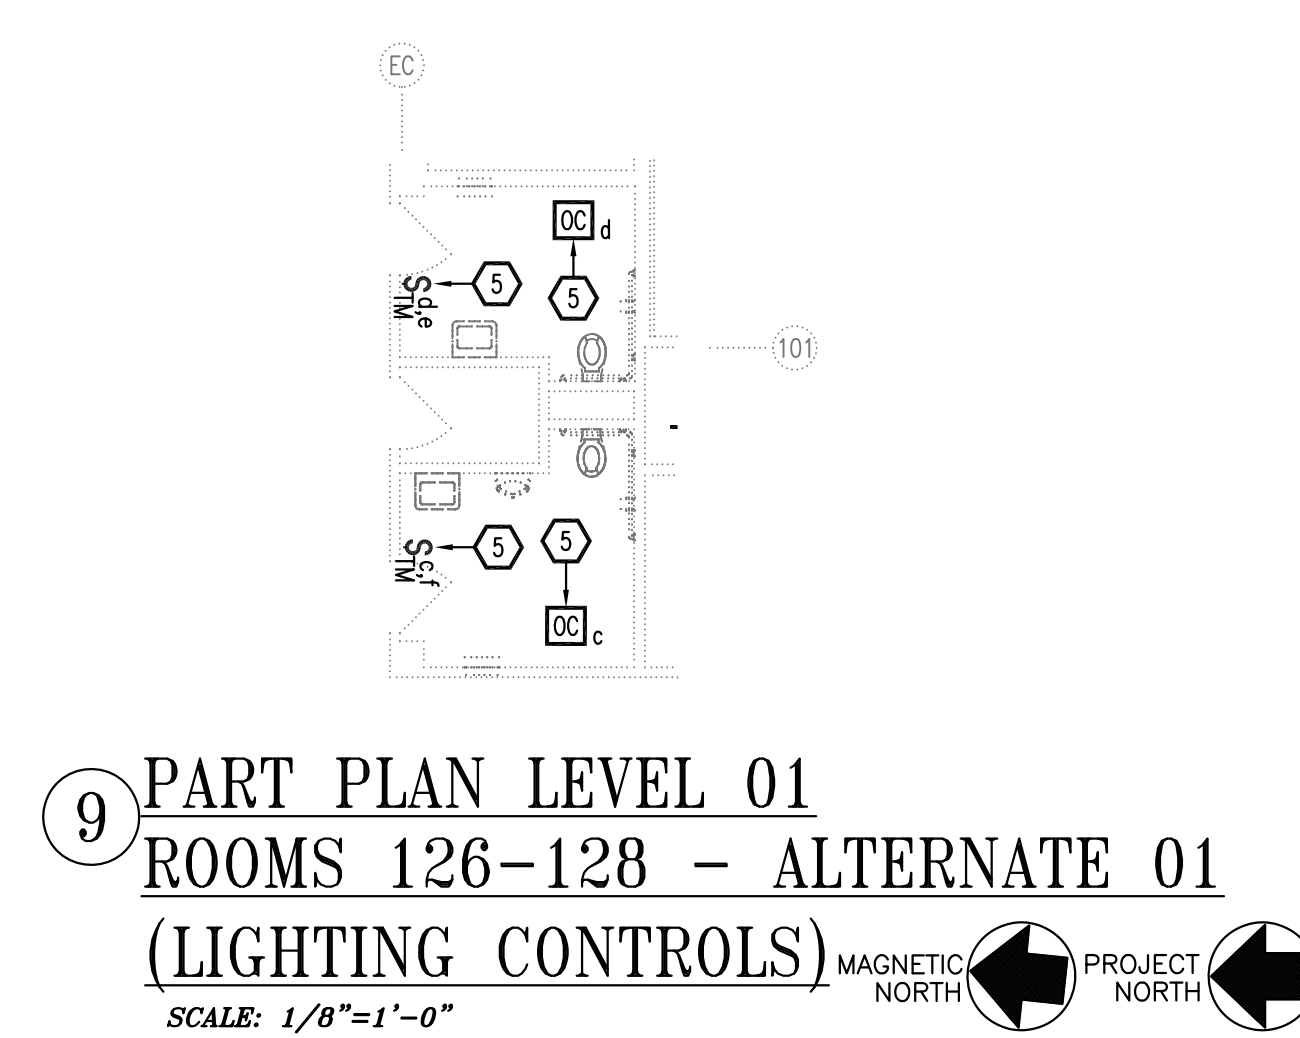 EC
OC
d
5
5
S
d,e
TM
101
5
5
S
c,f
TM
OC
c
9
PART PLAN LEVEL 01
ROOMS 126-128 - ALTERNATE 01
(LIGHTING CONTROLS)
MAGNETIC
NORTH
PROJECT
NORTH
SCALE: 1/8"=1'-0"